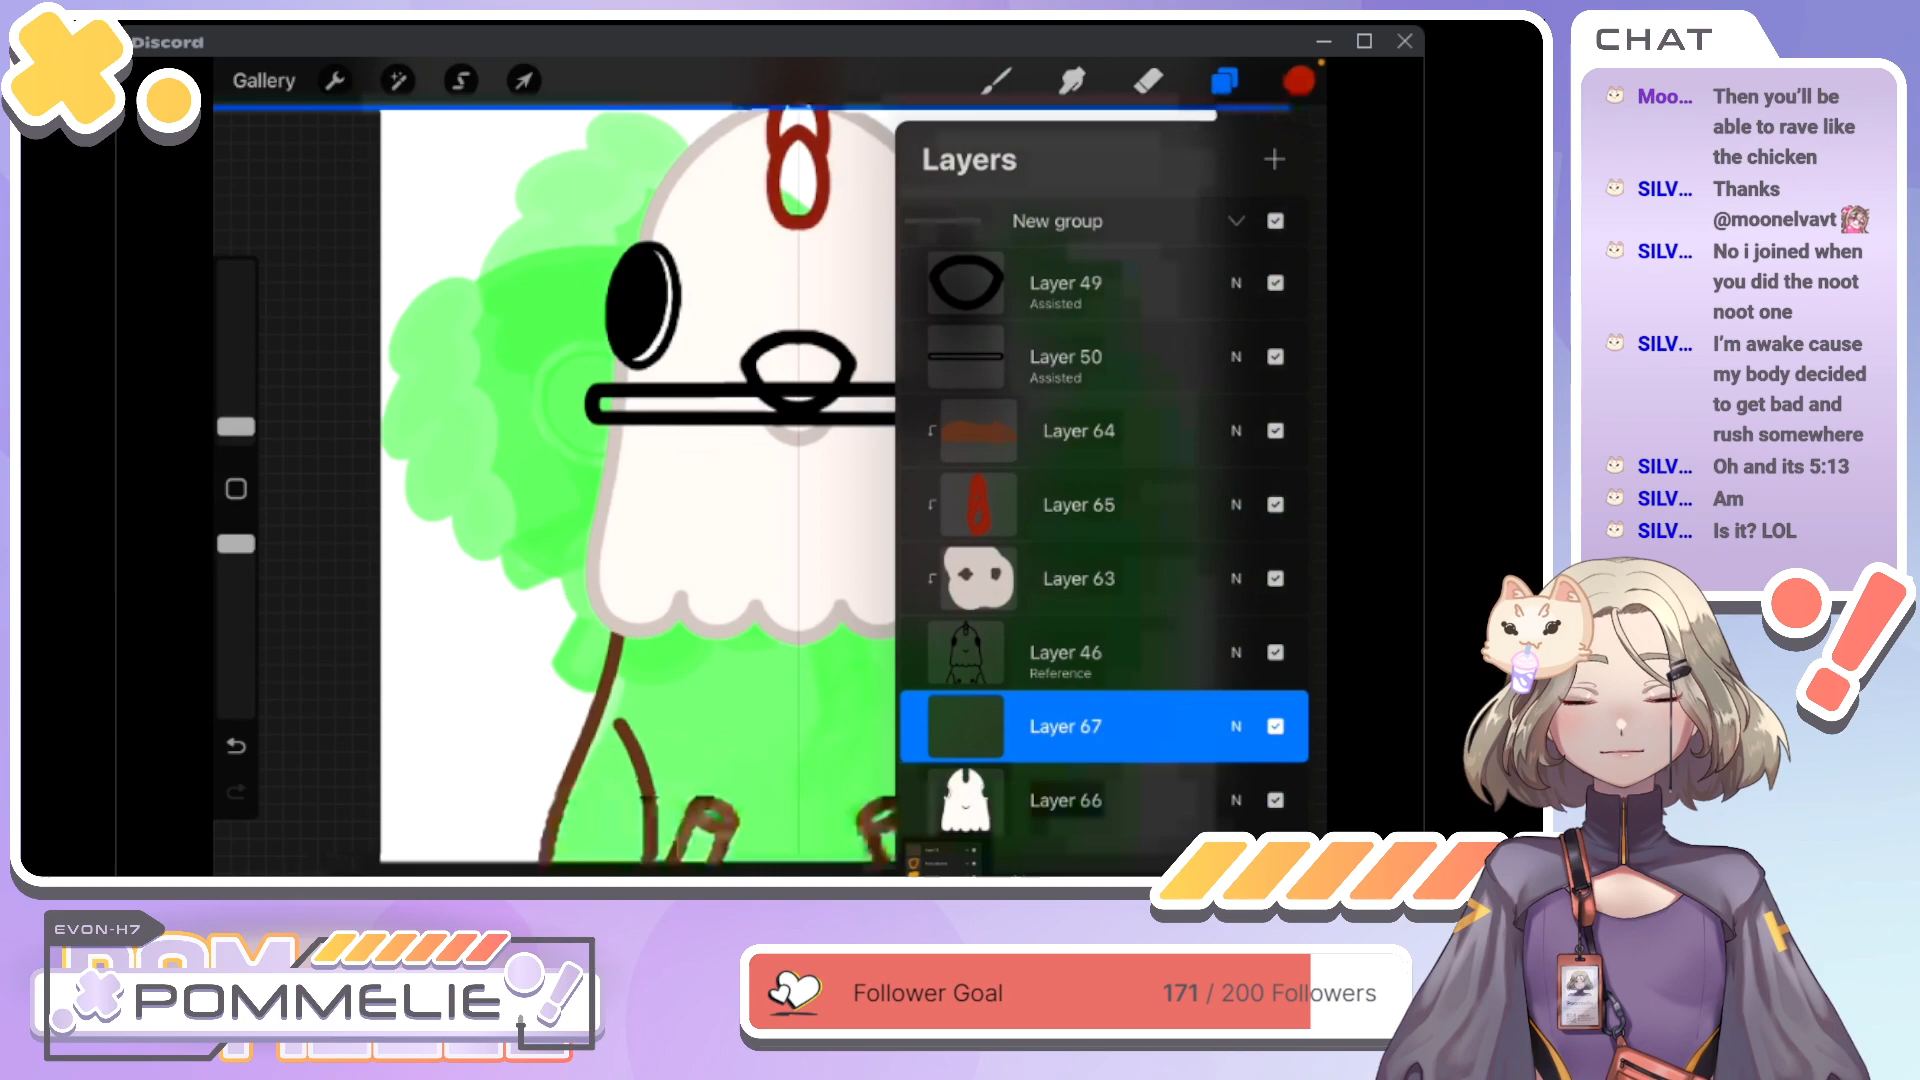 Discord
Gallery
Layers
New group
Layer 49
N
Assisted
Layer 50
N
Assisted
Layer 64
N
Layer 65
N
Layer 63
N
Layer 46
N
Reference
Layer 67
N
Layer 66
N
CHAT
Moo... Then you'll be
able to rave like
the chicken
SILV... Thanks
@moonelvavt
SILV... No i joined when
you did the noot
noot one
SILV... I'm awake cause
my body decided
to get bad and
rush somewhere
SILV... Oh and its 5:13
SILV... Am
SILV... Is it? LOL
EVON-H7
POMMELIE
Follower Goal
171 / 200 Followers